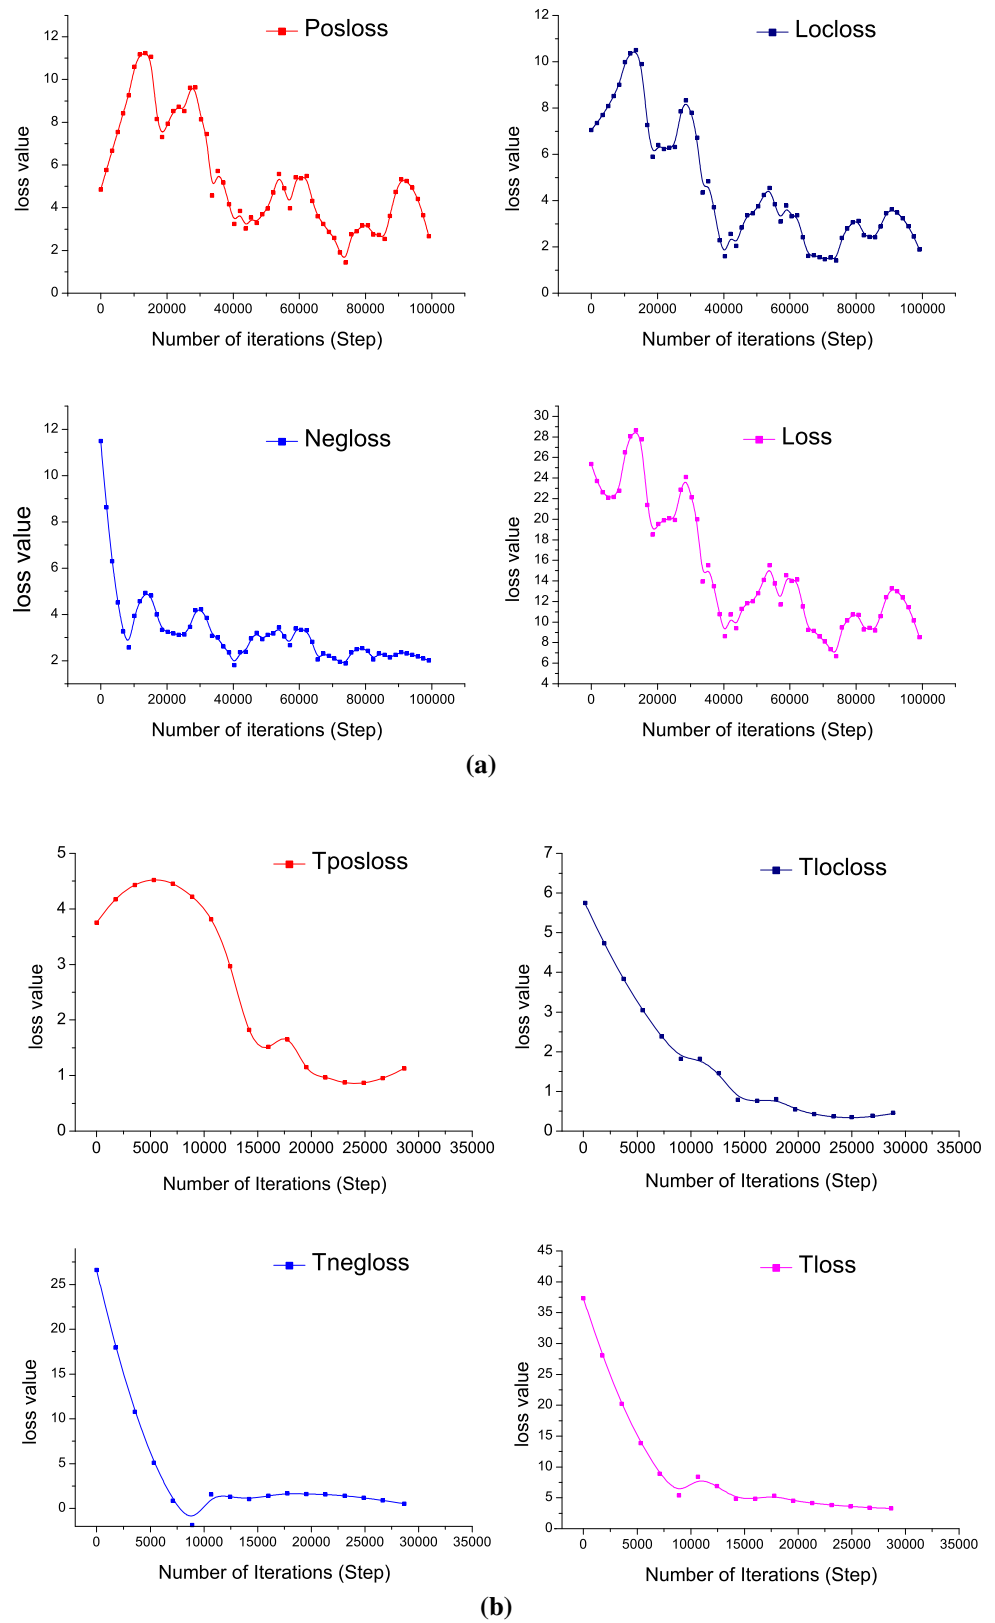 Posloss
loss value
12
10
8
6
4
2
0
0 20000 40000 60000 80000 100000
Number of iterations (Step)
Locloss
loss value
12
10
8
6
4
2
0
0 20000 40000 60000 80000 100000
Number of iterations (Step)
Negloss
loss value
12
10
8
6
4
2
0 20000 40000 60000 80000 100000
Number of iterations (Step)
Loss
loss value
30
28
26
24
22
20
18
16
14
12
10
8
6
4
0 20000 40000 60000 80000 100000
Number of iterations (Step)
(a)
Tposloss
loss value
5
4
3
2
1
0
0 5000 10000 15000 20000 25000 30000 35000
Number of Iterations (Step)
Tlocloss
loss value
7
6
5
4
3
2
1
0
0 5000 10000 15000 20000 25000 30000 35000
Number of Iterations (Step)
Tnegloss
loss value
25
20
15
10
5
0
0 5000 10000 15000 20000 25000 30000 35000
Number of Iterations (Step)
Tloss
loss value
45
40
35
30
25
20
15
10
5
0
0 5000 10000 15000 20000 25000 30000 35000
Number of Iterations (Step)
(b)